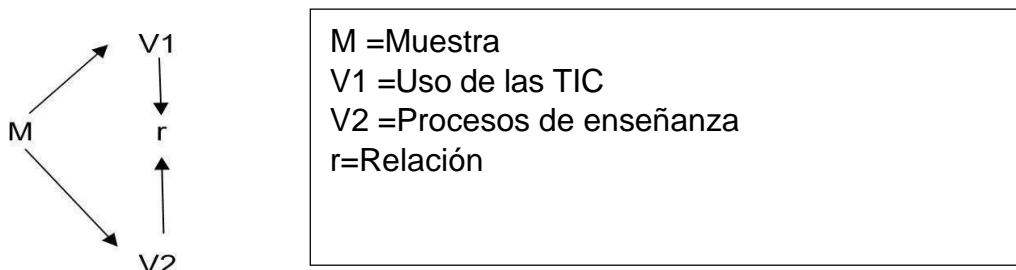 V1
M
r
V2
M =Muestra
V1 =Uso de las TIC
V2 =Procesos de enseñanza
r=Relación